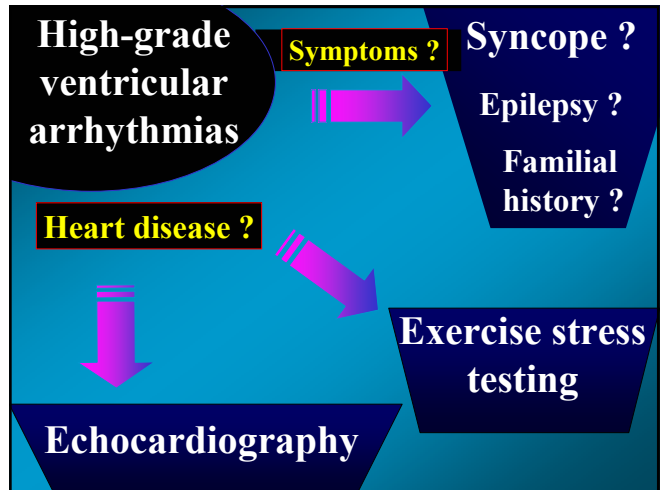 High-grade
ventricular
arrhythmias
Symptoms ?
Syncope ?
Epilepsy ?
Familial
history ?
Heart disease ?
Exercise stress
testing
Echocardiography